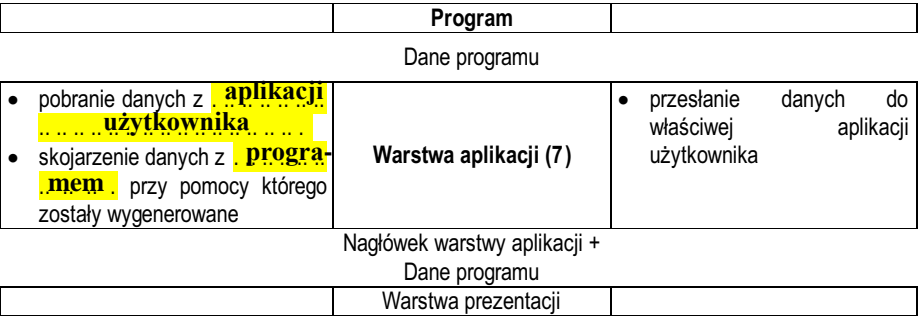 Program
Dane programu
• pobranie danych z . aplikacji
użytkownika
• skojarzenie danych z . progra-
mem . przy pomocy którego
zostały wygenerowane
Warstwa aplikacji (7)
• przesłanie danych do
właściwej aplikacji
użytkownika
Nagłówek warstwy aplikacji +
Dane programu
Warstwa prezentacji